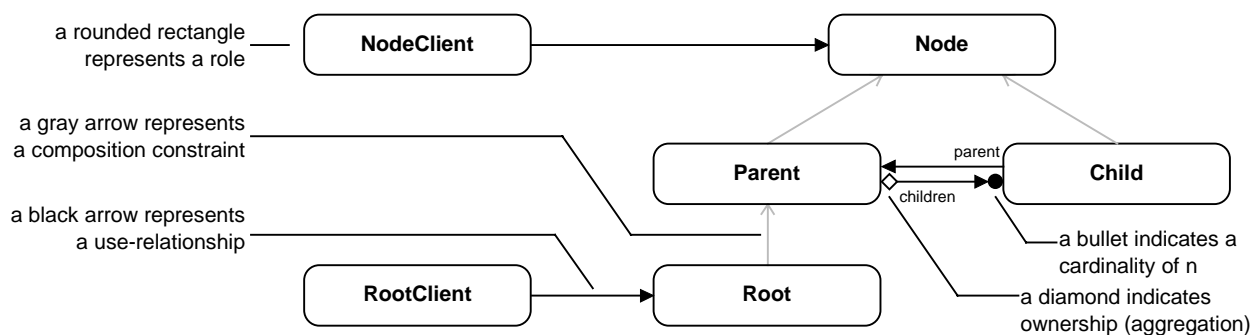 a rounded rectangle
represents a role
NodeClient
Node
a gray arrow represents
a composition constraint
Parent
parent
children
Child
a black arrow represents
a use-relationship
a bullet indicates a
cardinality of n
RootClient
Root
a diamond indicates
ownership (aggregation)